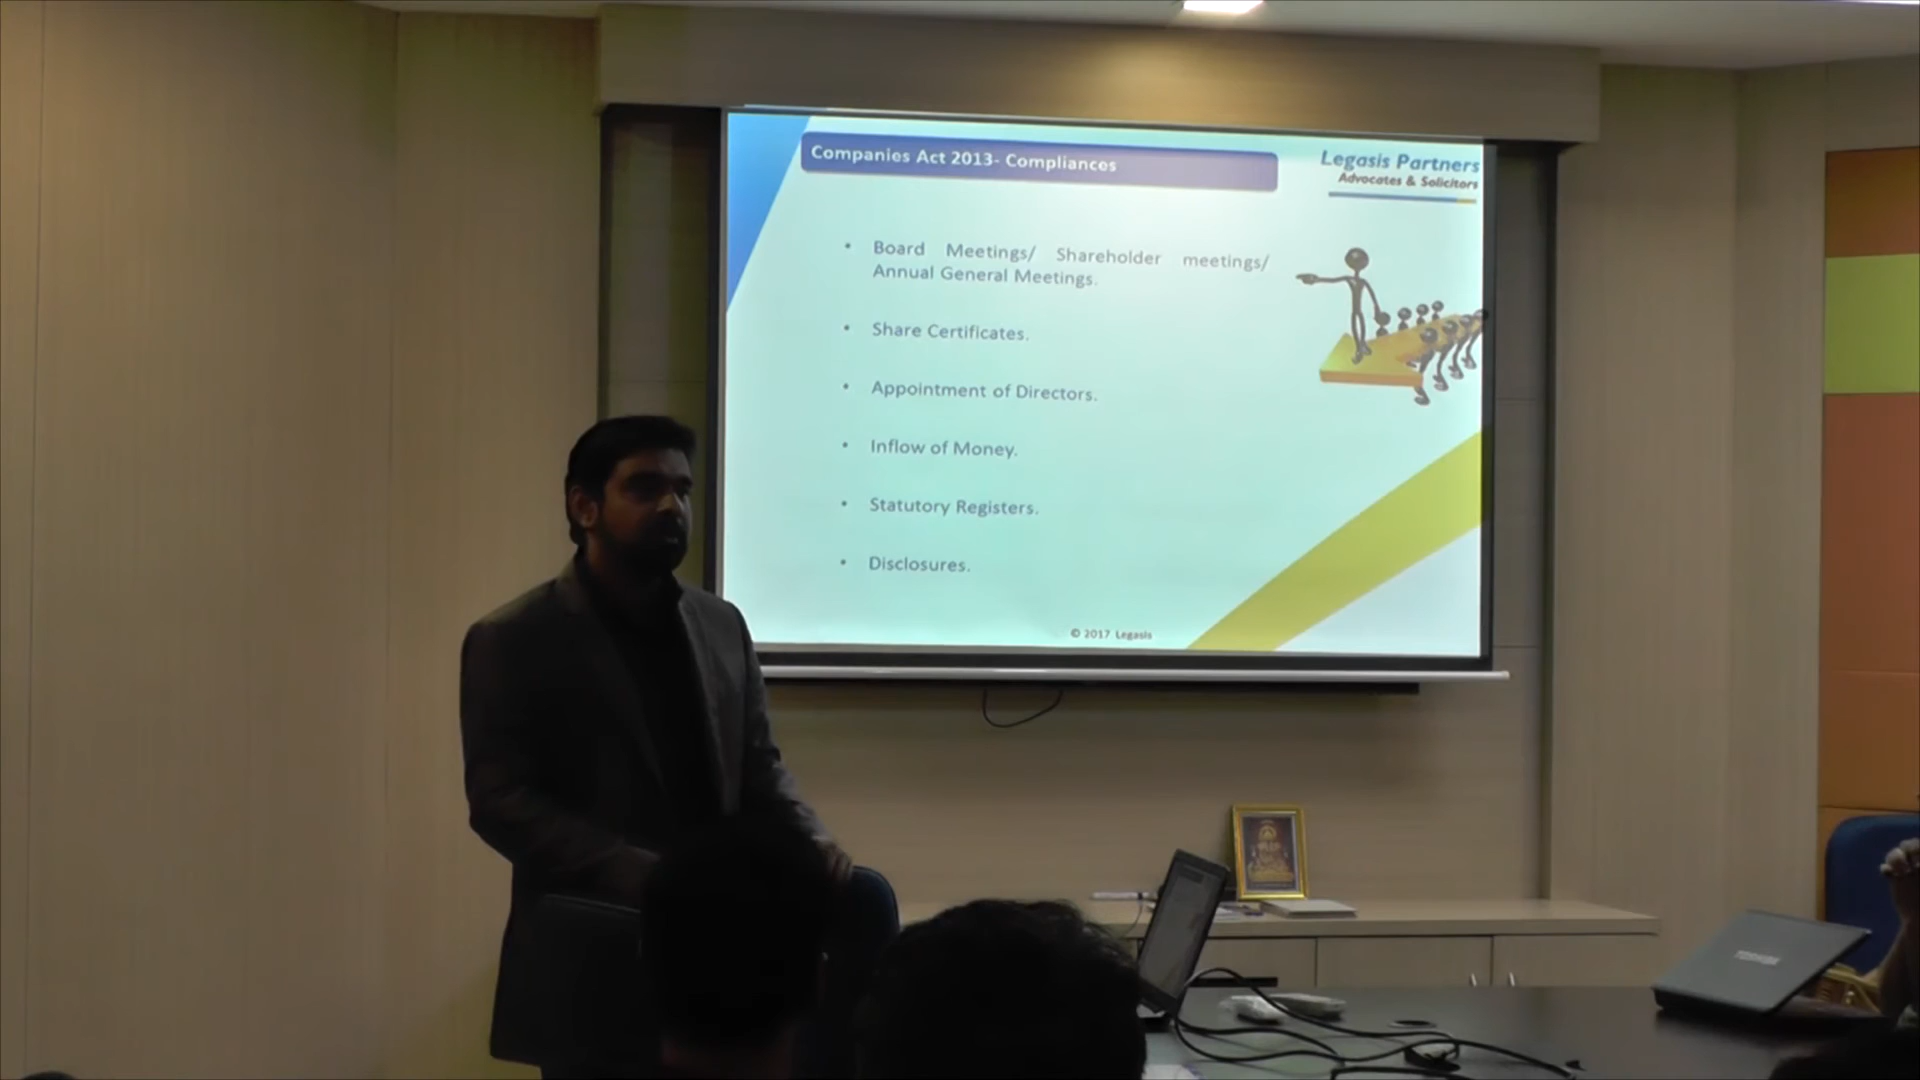 Companies Act 2013- Compliances
Legasis Partners
Advocates & Solicitors
• Board Meetings/ Shareholder meetings/
Annual General Meetings.
• Share Certificates.
• Appointment of Directors.
• Inflow of Money.
• Statutory Registers.
• Disclosures.
© 2017 Legasis
TOSHIBA